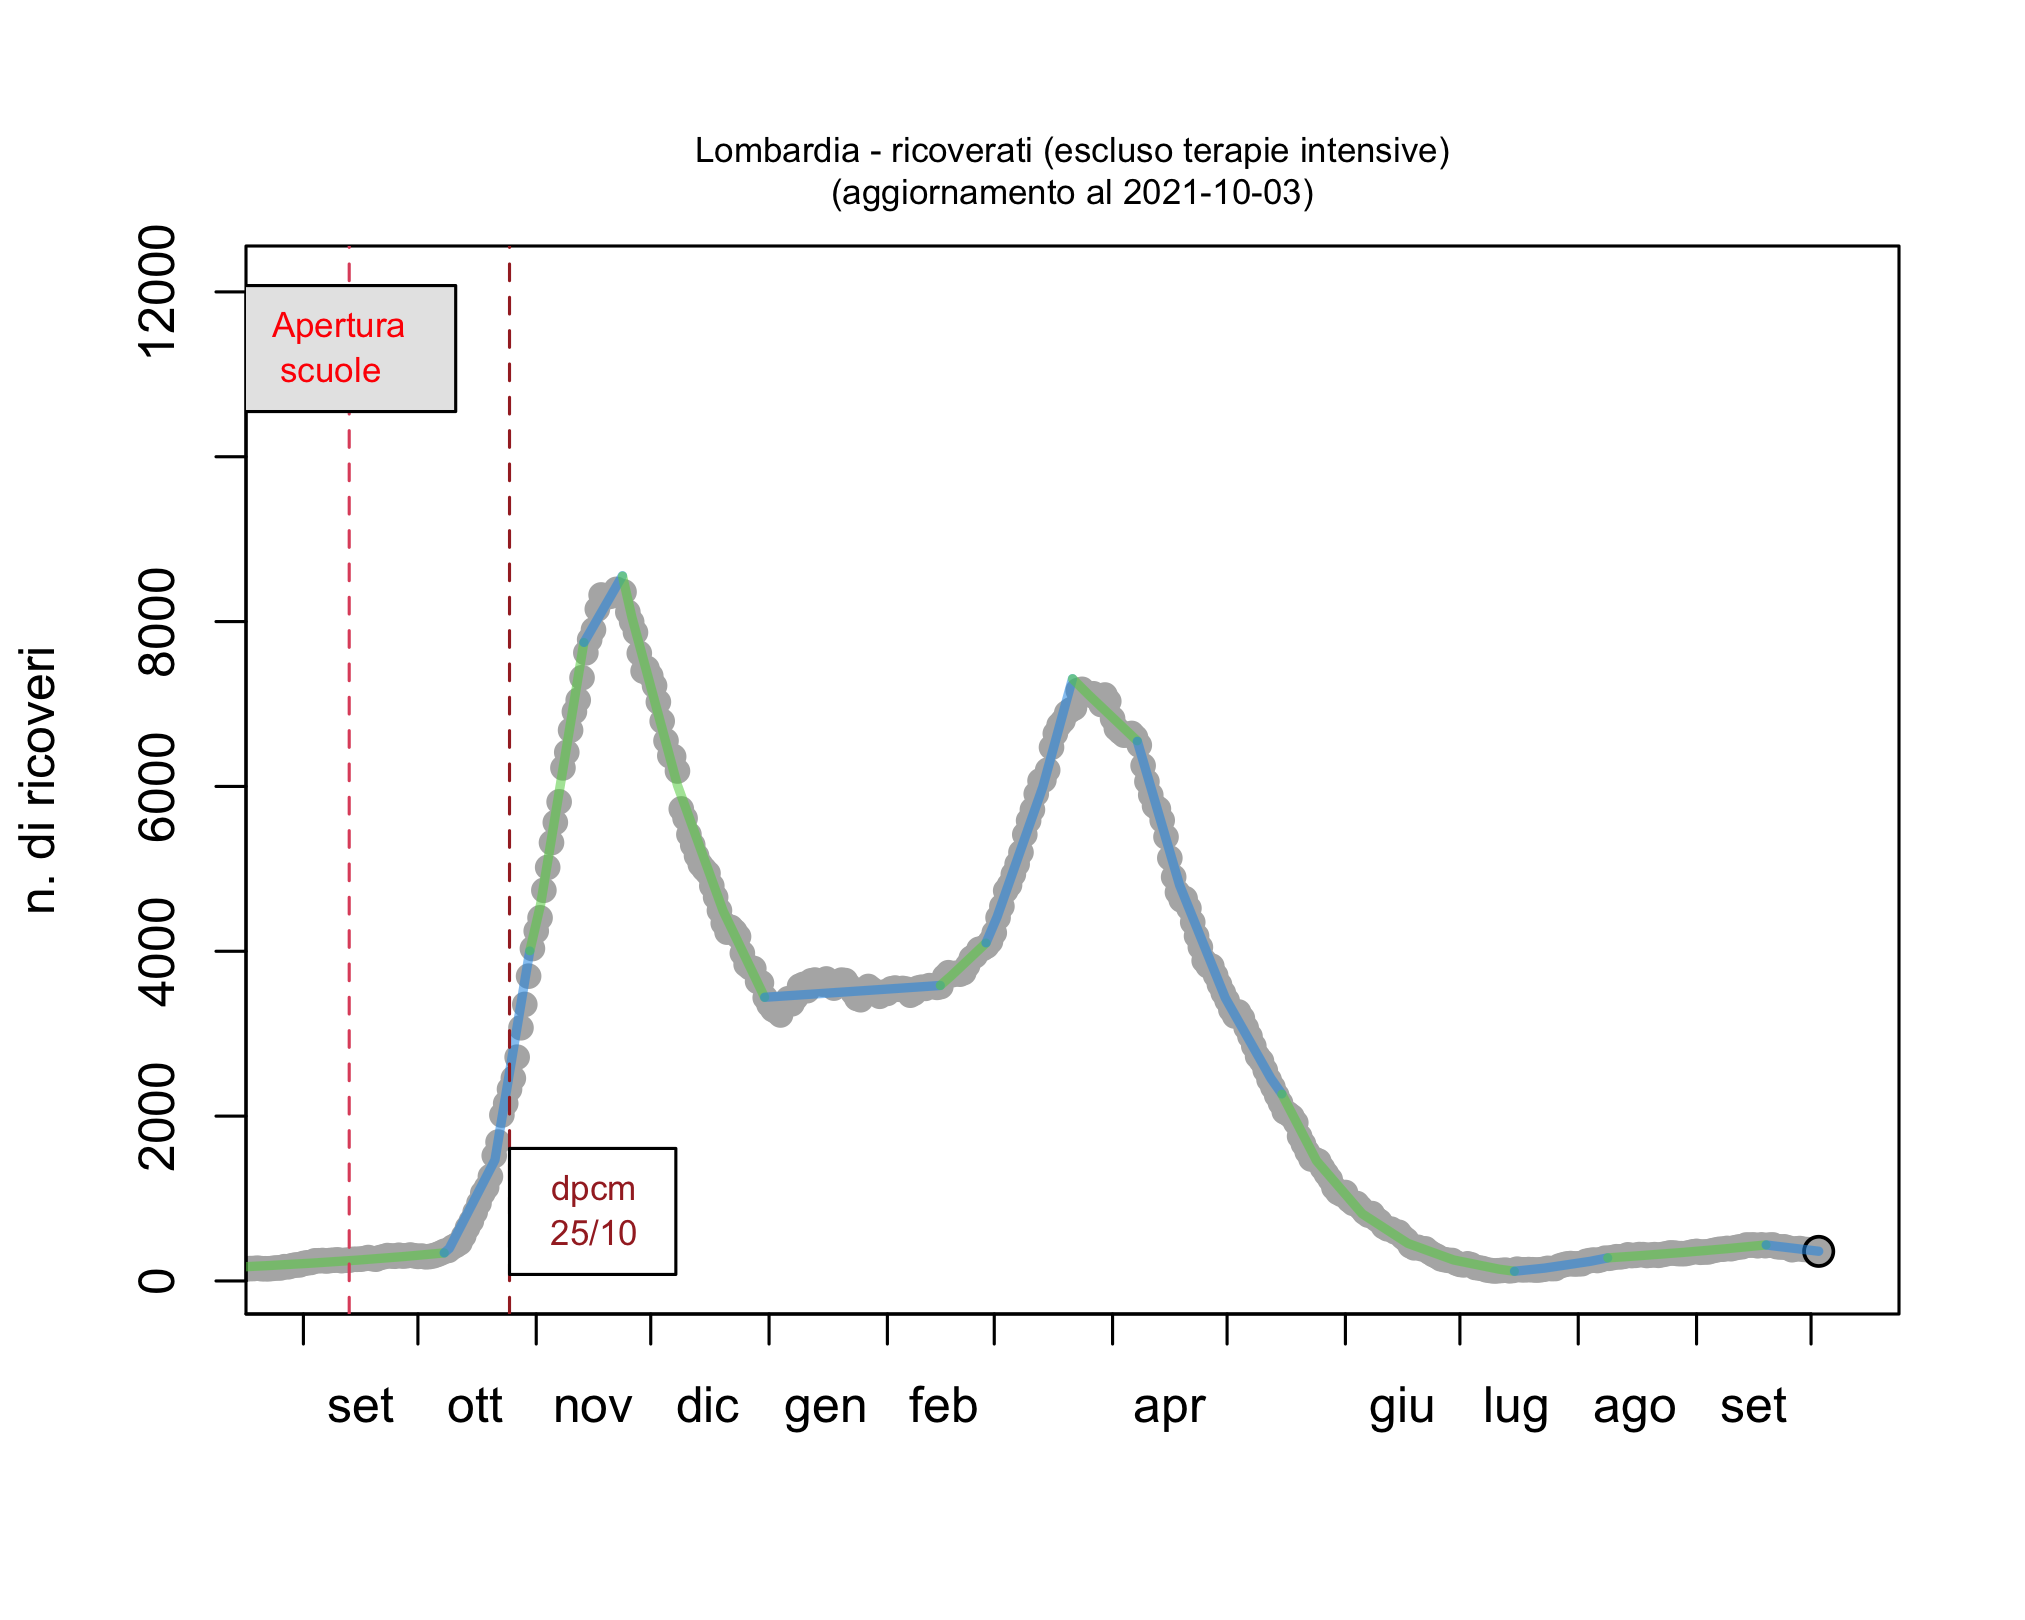 Lombardia - ricoverati (escluso terapie intensive)
(aggiornamento al 2021-10-03)
n. di ricoveri
12000
8000
6000
4000
2000
0
Apertura
scuole
dpcm
25/10
set ott nov dic gen feb apr giu lug ago set